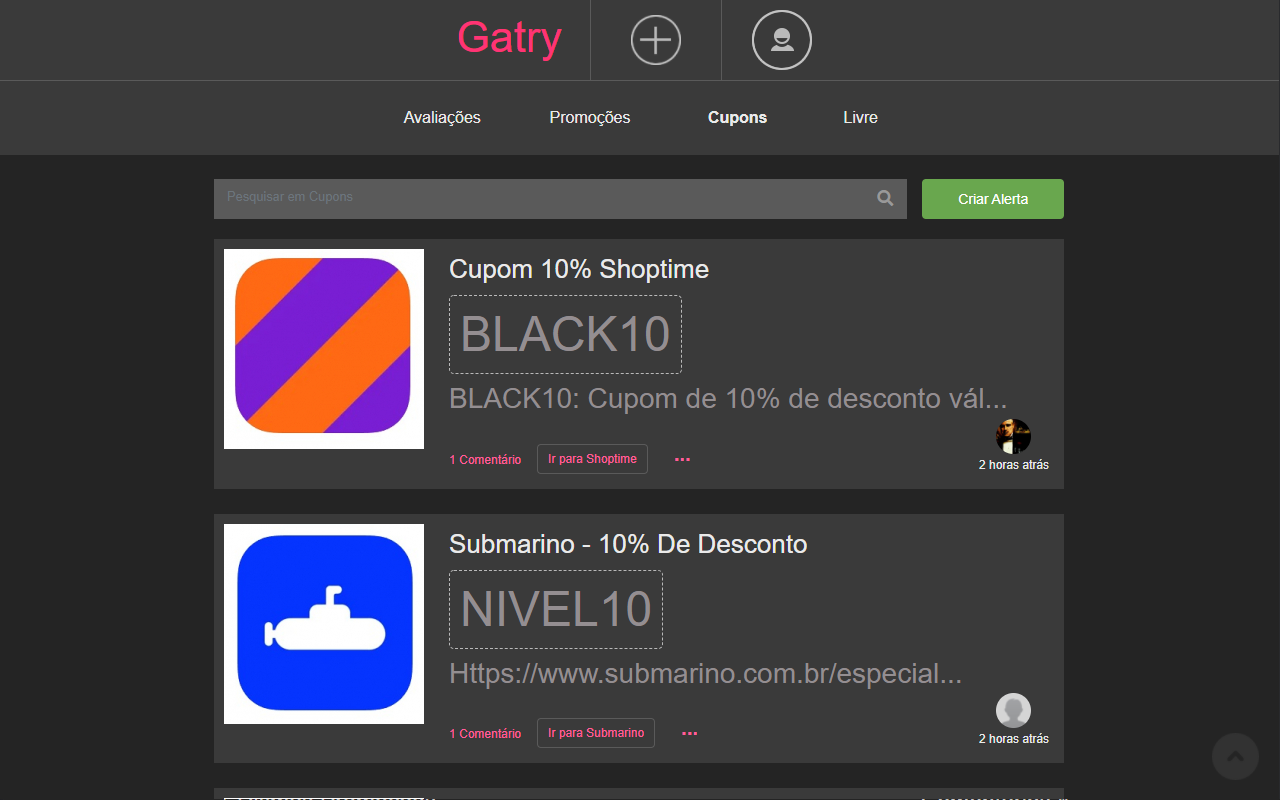 Gatry
Avaliações Promoções Cupons Livre
Pesquisar em Cupons
Criar Alerta
Cupom 10% Shoptime
BLACK10
BLACK10: Cupom de 10% de desconto vál...
1 Comentário Ir para Shoptime ...
2 horas atrás
Submarino - 10% De Desconto
NIVEL10
Https://www.submarino.com.br/especial...
1 Comentário Ir para Submarino ...
2 horas atrás